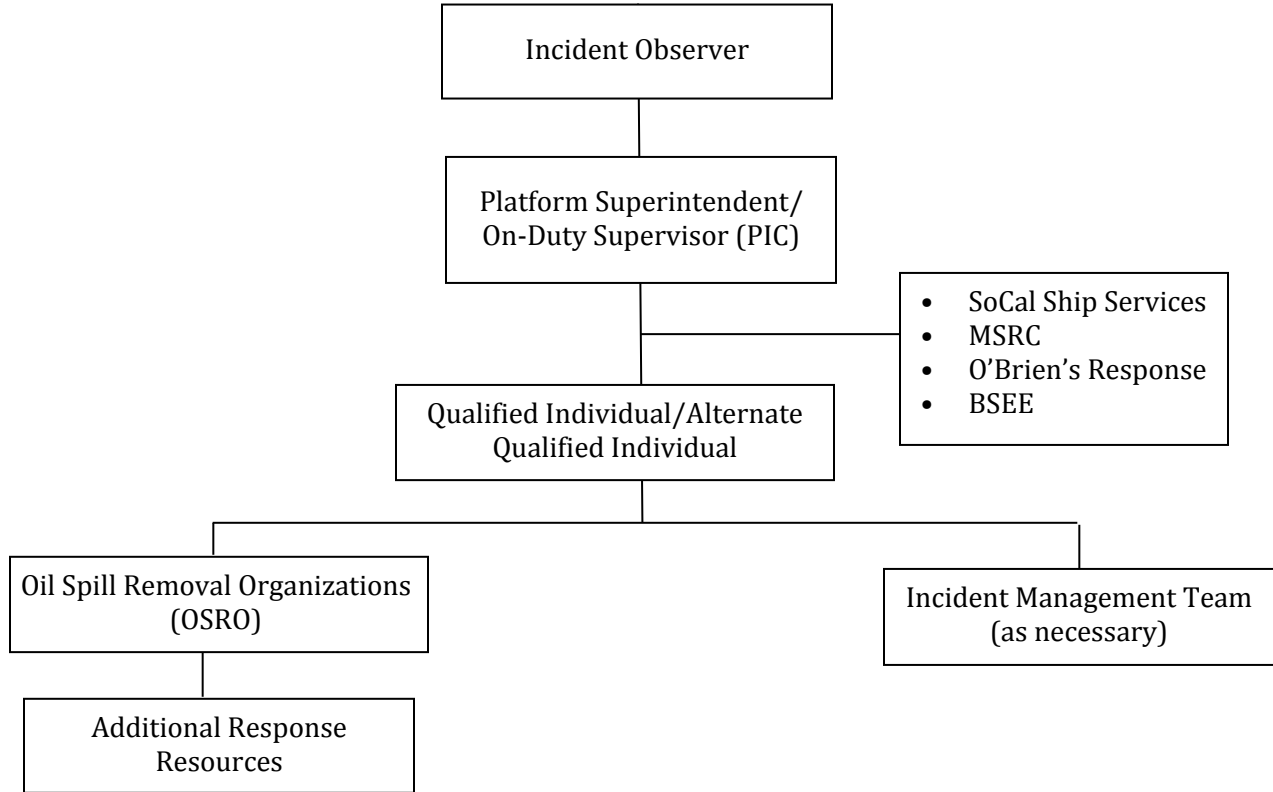 Incident Observer
Platform Superintendent/
On-Duty Supervisor (PIC)
• SoCal Ship Services
• MSRC
• O’Brien’s Response
• BSEE
Qualified Individual/Alternate
Qualified Individual
Oil Spill Removal Organizations
(OSRO)
Incident Management Team
(as necessary)
Additional Response
Resources